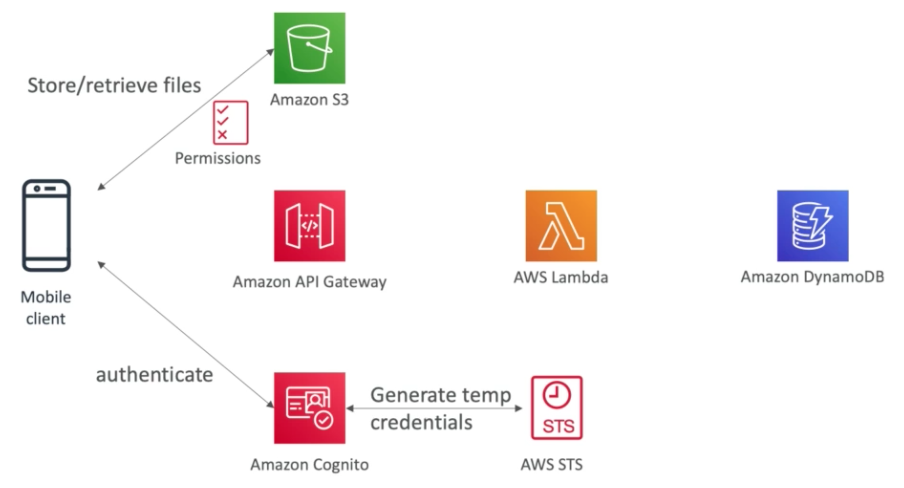 Store/retrieve files
Amazon S3
Permissions
Mobile
client
Amazon API Gateway
AWS Lambda
Amazon DynamoDB
authenticate
Generate temp
credentials
STS
Amazon Cognito
AWS STS